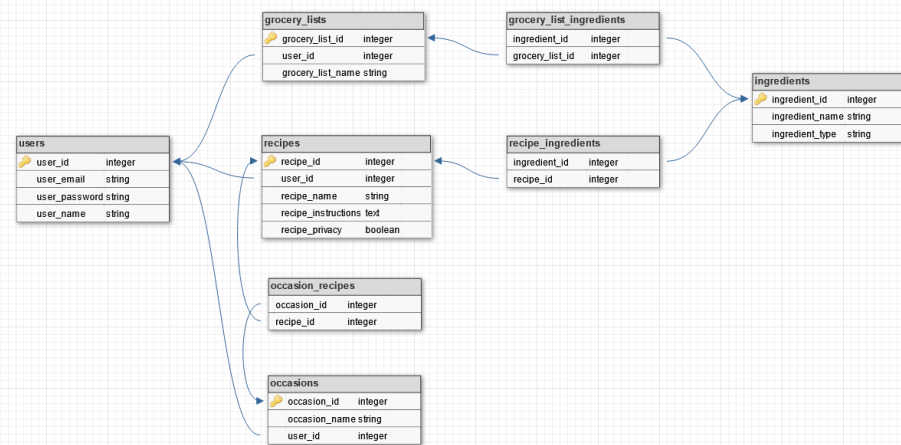 grocery_lists
grocery_list_id integer
user_id integer
grocery_list_name string
grocery_list_ingredients
ingredient_id integer
grocery_list_id integer
ingredients
ingredient_id integer
ingredient_name string
ingredient_type string
users
user_id integer
user_email string
user_password string
user_name string
recipes
recipe_id integer
user_id integer
recipe_name string
recipe_instructions text
recipe_privacy boolean
recipe_ingredients
ingredient_id integer
recipe_id integer
occasion_recipes
occasion_id integer
recipe_id integer
occasions
occasion_id integer
occasion_name string
user_id integer